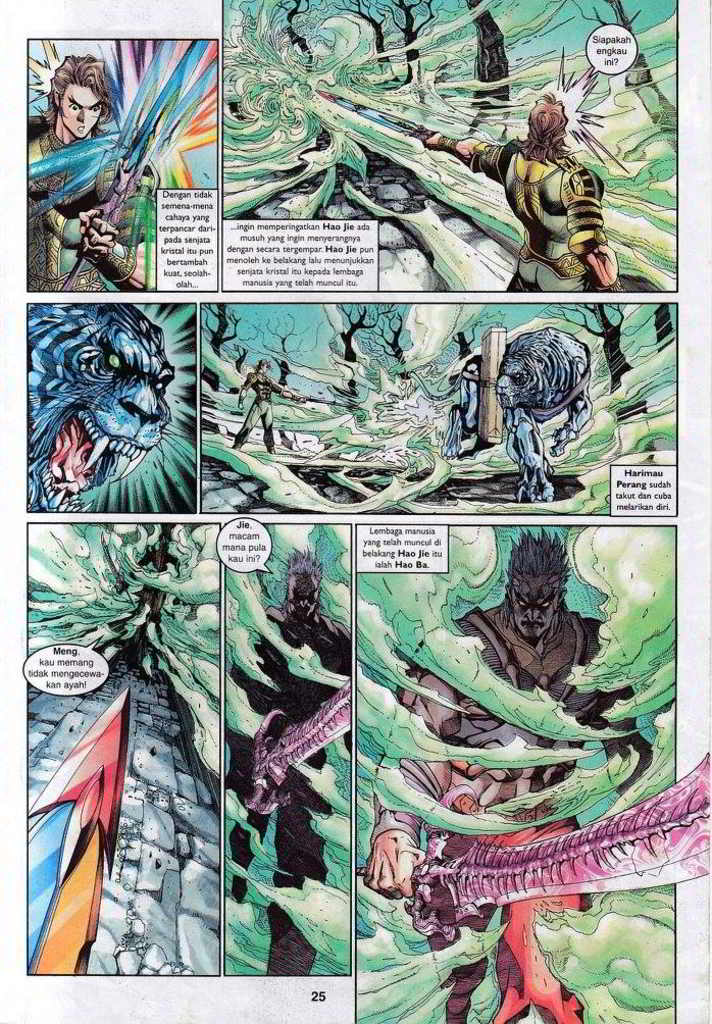 Dengan tidak
semena-mena
cahaya yang
terpancar dari-
pada senjata
kristal itu pun
bertambah
kuat, seolah-
olah...
...ingin memperingatkan Hao Jie ada
musuh yang ingin menyerangnya
dengan secara tergempar. Hao Jie pun
menoleh ke belakang lalu menunjukkan
senjata kristal itu kepada lembaga
manusia yang telah muncul itu.
Siapakah
engkau
ini?
Harimau
Perang sudah
takut dan cuba
melarikan diri.
Meng,
kau memang
tidak mengecewa-
kan ayah!
Jie,
macam
mana pula
kau ini?
Lembaga manusia
yang telah muncul di
belakang Hao Jie itu
ialah Hao Ba.
25